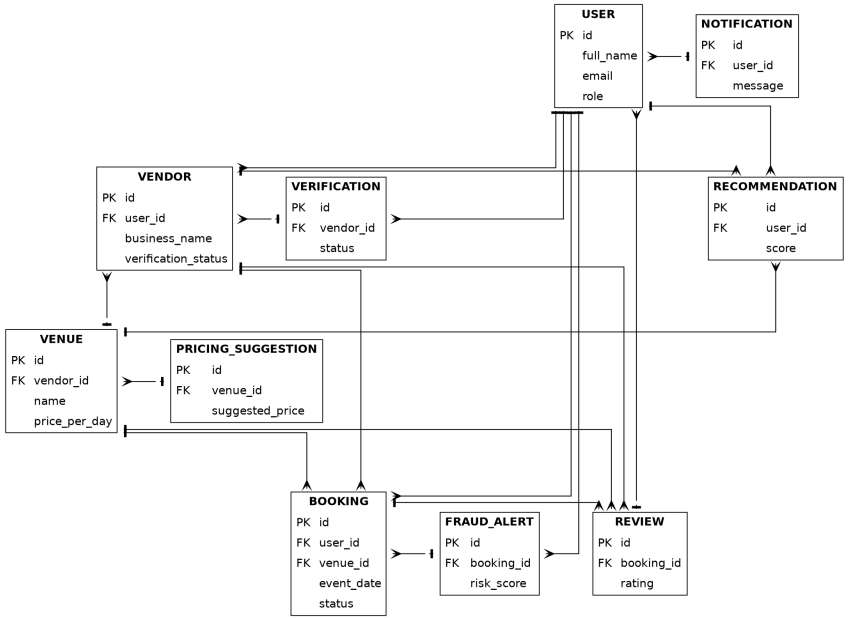 USER
PK id
full_name
email
role
NOTIFICATION
PK id
FK user_id
message
VENDOR
PK id
FK user_id
business_name
verification_status
VERIFICATION
PK id
FK vendor_id
status
RECOMMENDATION
PK id
FK user_id
score
VENUE
PK id
FK vendor_id
name
price_per_day
PRICING_SUGGESTION
PK id
FK venue_id
suggested_price
BOOKING
PK id
FK user_id
FK venue_id
event_date
status
FRAUD_ALERT
PK id
FK booking_id
risk_score
REVIEW
PK id
FK booking_id
rating